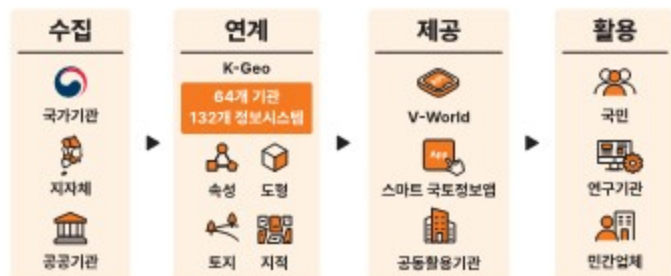 수집
국가기관
지자체
공공기관
연계
K-Geo
64개 기관
132개 정보시스템
속성
도형
토지
지적
제공
V-World
App
스마트 국토정보앱
공동활용기관
활용
국민
연구기관
민간업체